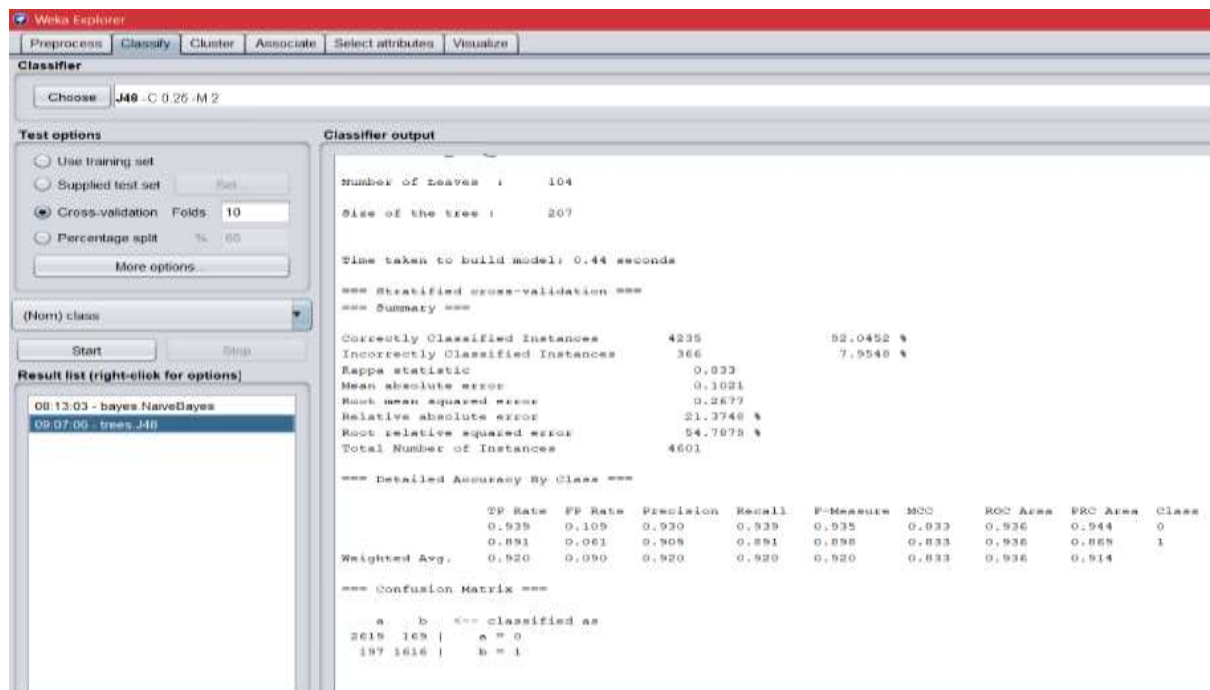 Weka Explorer
Preprocess Classify Cluster Associate Select attributes Visualize
Classifier
Choose J48 -C 0.25 -M 2
Test options
Use training set
Supplied test set Set...
Cross-validation Folds 10
Percentage split %
More options...
(Nom) class
Start Stop
Result list (right-click for options)
08:13:03 - bayes.NaiveBayes
trees.J48
Classifier output
Number of Leaves : 104
Size of the tree : 207
Time taken to build model: 0.44 seconds
=== Stratified cross-validation ===
=== Summary ===
Correctly Classified Instances 4235 92.0452 %
Incorrectly Classified Instances 366 7.9548 %
Kappa statistic 0.833
Mean absolute error 0.1021
Root mean squared error 0.2677
Relative absolute error 21.3748 %
Root relative squared error 54.7875 %
Total Number of Instances 4601
=== Detailed Accuracy By Class ===
TP Rate FP Rate Precision Recall F-Measure MCC ROC Area PRC Area Class
0.939 0.109 0.930 0.939 0.935 0.833 0.936 0.944 0
0.891 0.061 0.905 0.891 0.898 0.833 0.936 0.869 1
Weighted Avg. 0.920 0.090 0.920 0.920 0.920 0.833 0.936 0.914
=== Confusion Matrix ===
a b <-- classified as
2619 169 | a = 0
197 1616 | b = 1